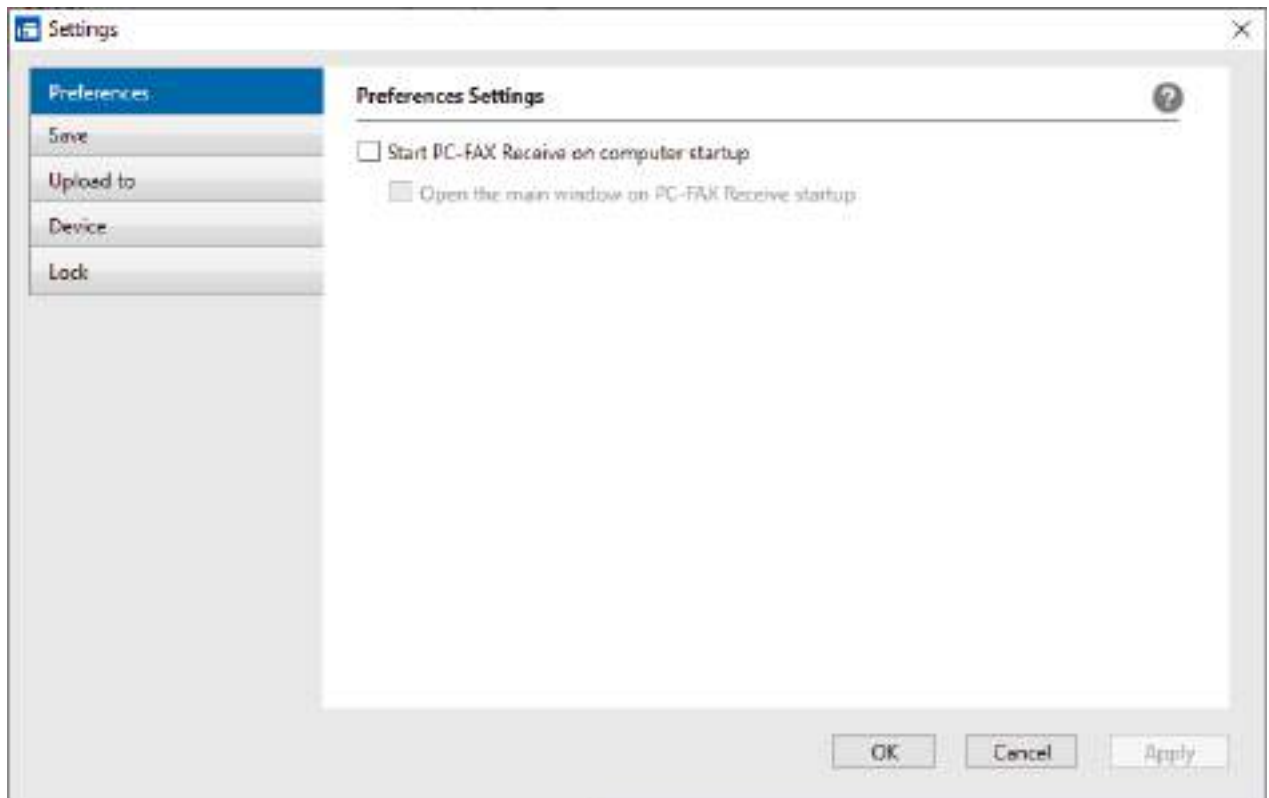 Settings
Preferences
Save
Upload to
Device
Lock
Preferences Settings
Start PC-FAX Receive on computer startup
Open the main window on PC-FAX Receive startup
OK
Cancel
Apply